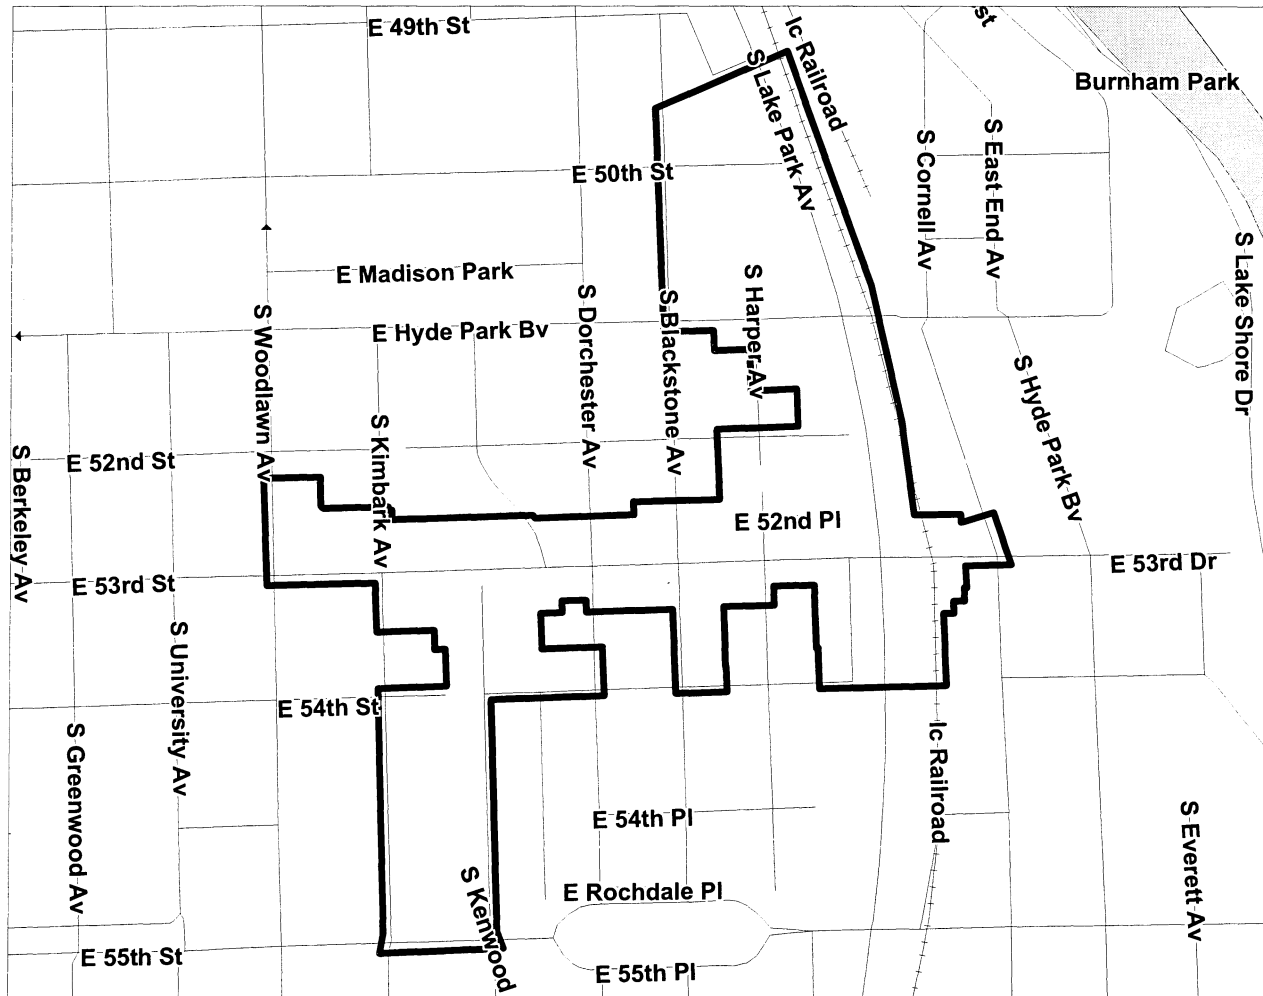 E 49th St
Ic Railroad
st
Burnham Park
S Lake Park Av
S Cornell Av
S East End Av
E 50th St
S Lake Shore Dr
E Madison Park
S Harper Av
S Dorchester Av
S Blackstone Av
S Woodlawn Av
E Hyde Park Bv
S Hyde Park Bv
S Kimbark Av
E 52nd St
S Berkeley Av
E 52nd Pl
E 53rd Dr
E 53rd St
S University Av
E 54th St
S Greenwood Av
Ic Railroad
E 54th Pl
S Everett Av
S Kenwood
E Rochdale Pl
E 55th St
E 55th Pl